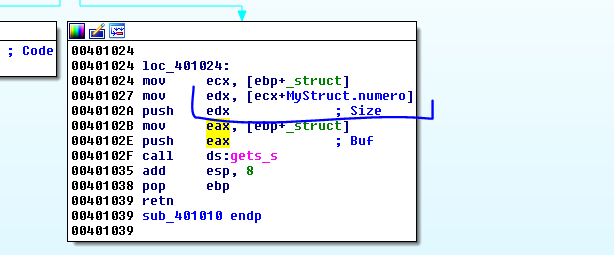 ; Code
00401024
00401024 loc_401024:
00401024 mov ecx, [ebp+_struct]
00401027 mov edx, [ecx+MyStruct.numero]
0040102A push edx ; Size
0040102B mov eax, [ebp+_struct]
0040102E push eax ; Buf
0040102F call ds:gets_s
00401035 add esp, 8
00401038 pop ebp
00401039 retn
00401039 sub_401010 endp
00401039